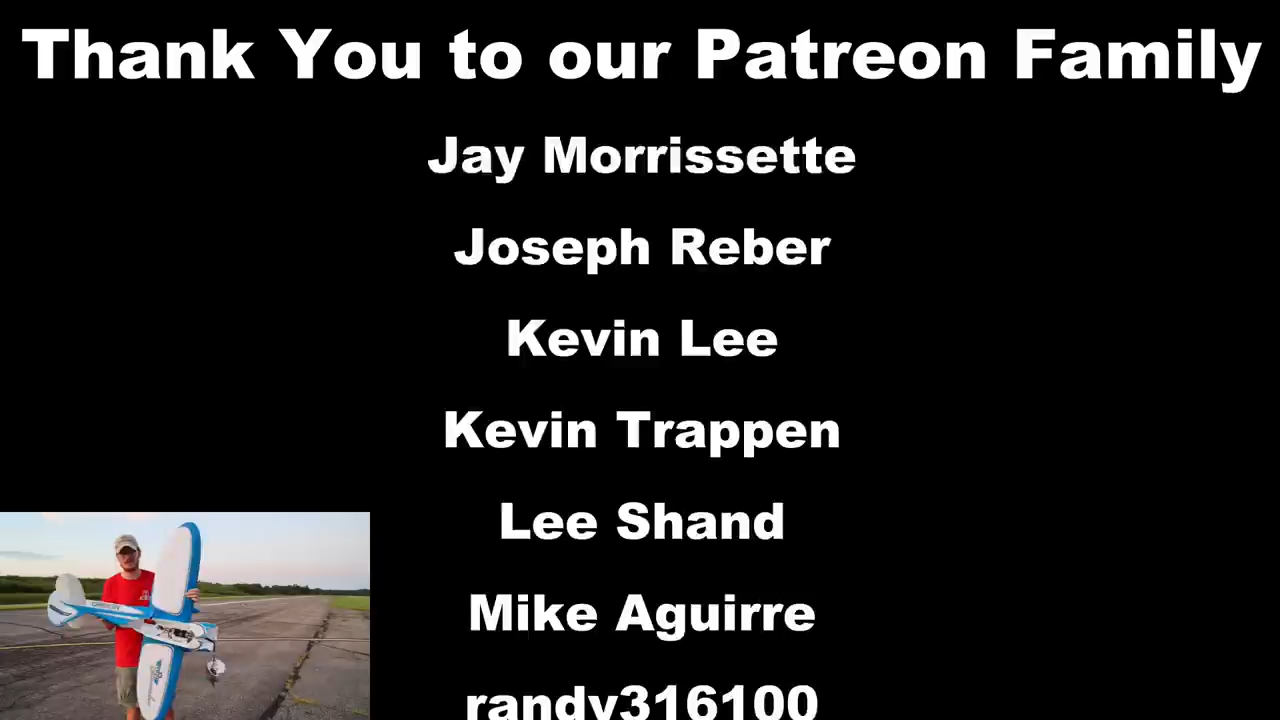 Thank You to our Patreon Family
Jay Morrissette
Joseph Reber
Kevin Lee
Kevin Trappen
Lee Shand
Mike Aguirre
randy316100